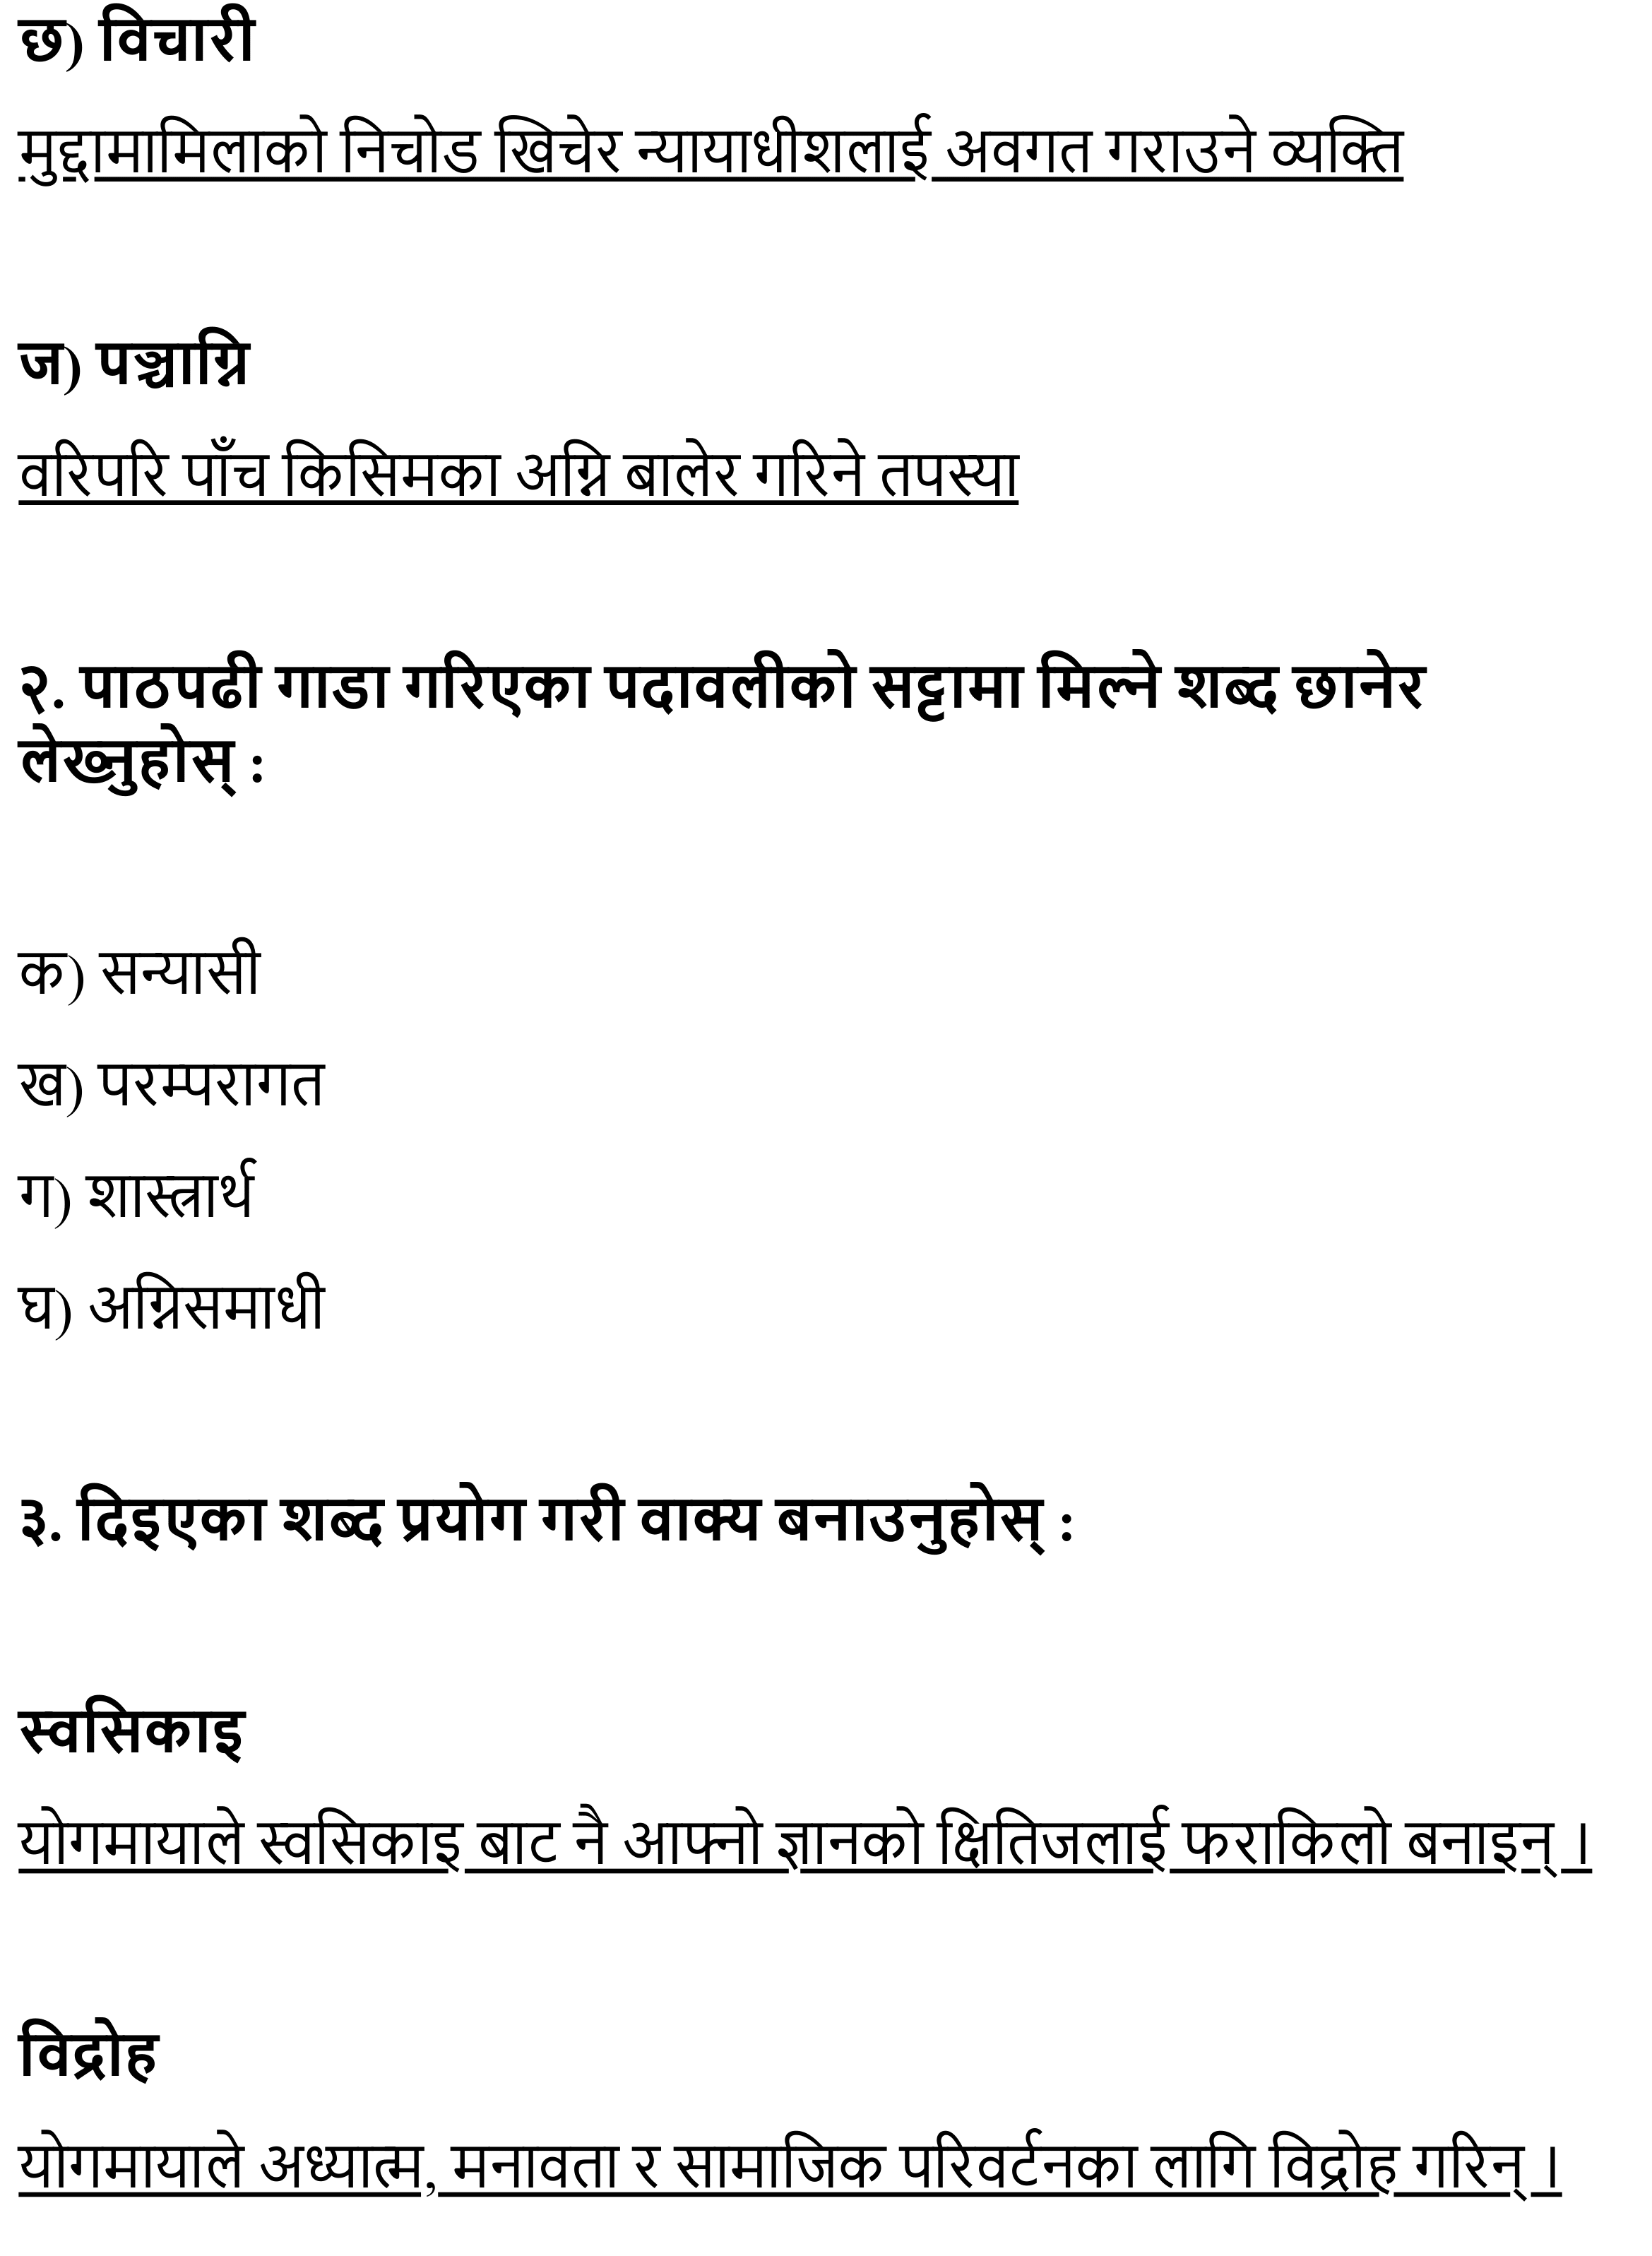 छ) विचारी
मुद्दामामिलाको निचोड खिचेर न्यायाधीशलाई अवगत गराउने व्यक्ति
ज) पञ्चाग्नि
वरिपरि पाँच किसिमका अग्नि बालेर गरिने तपस्या
२. पाठपढी गाडा गरिएका पदावलीको सट्टामा मिल्ने शब्द छानेर
लेख्नुहोस् :
क) सन्यासी
ख) परम्परागत
ग) शास्त्रार्थ
घ) अग्निसमाधी
३. दिइएका शब्द प्रयोग गरी वाक्य बनाउनुहोस् :
स्वसिकाइ
योगमायाले स्वसिकाइ बाट नै आफ्नो ज्ञानको क्षितिजलाई फराकिलो बनाइन् ।
विद्रोह
योगमायाले अध्यात्म, मनावता र सामाजिक परिवर्टनका लागि विद्रोह गरिन् ।